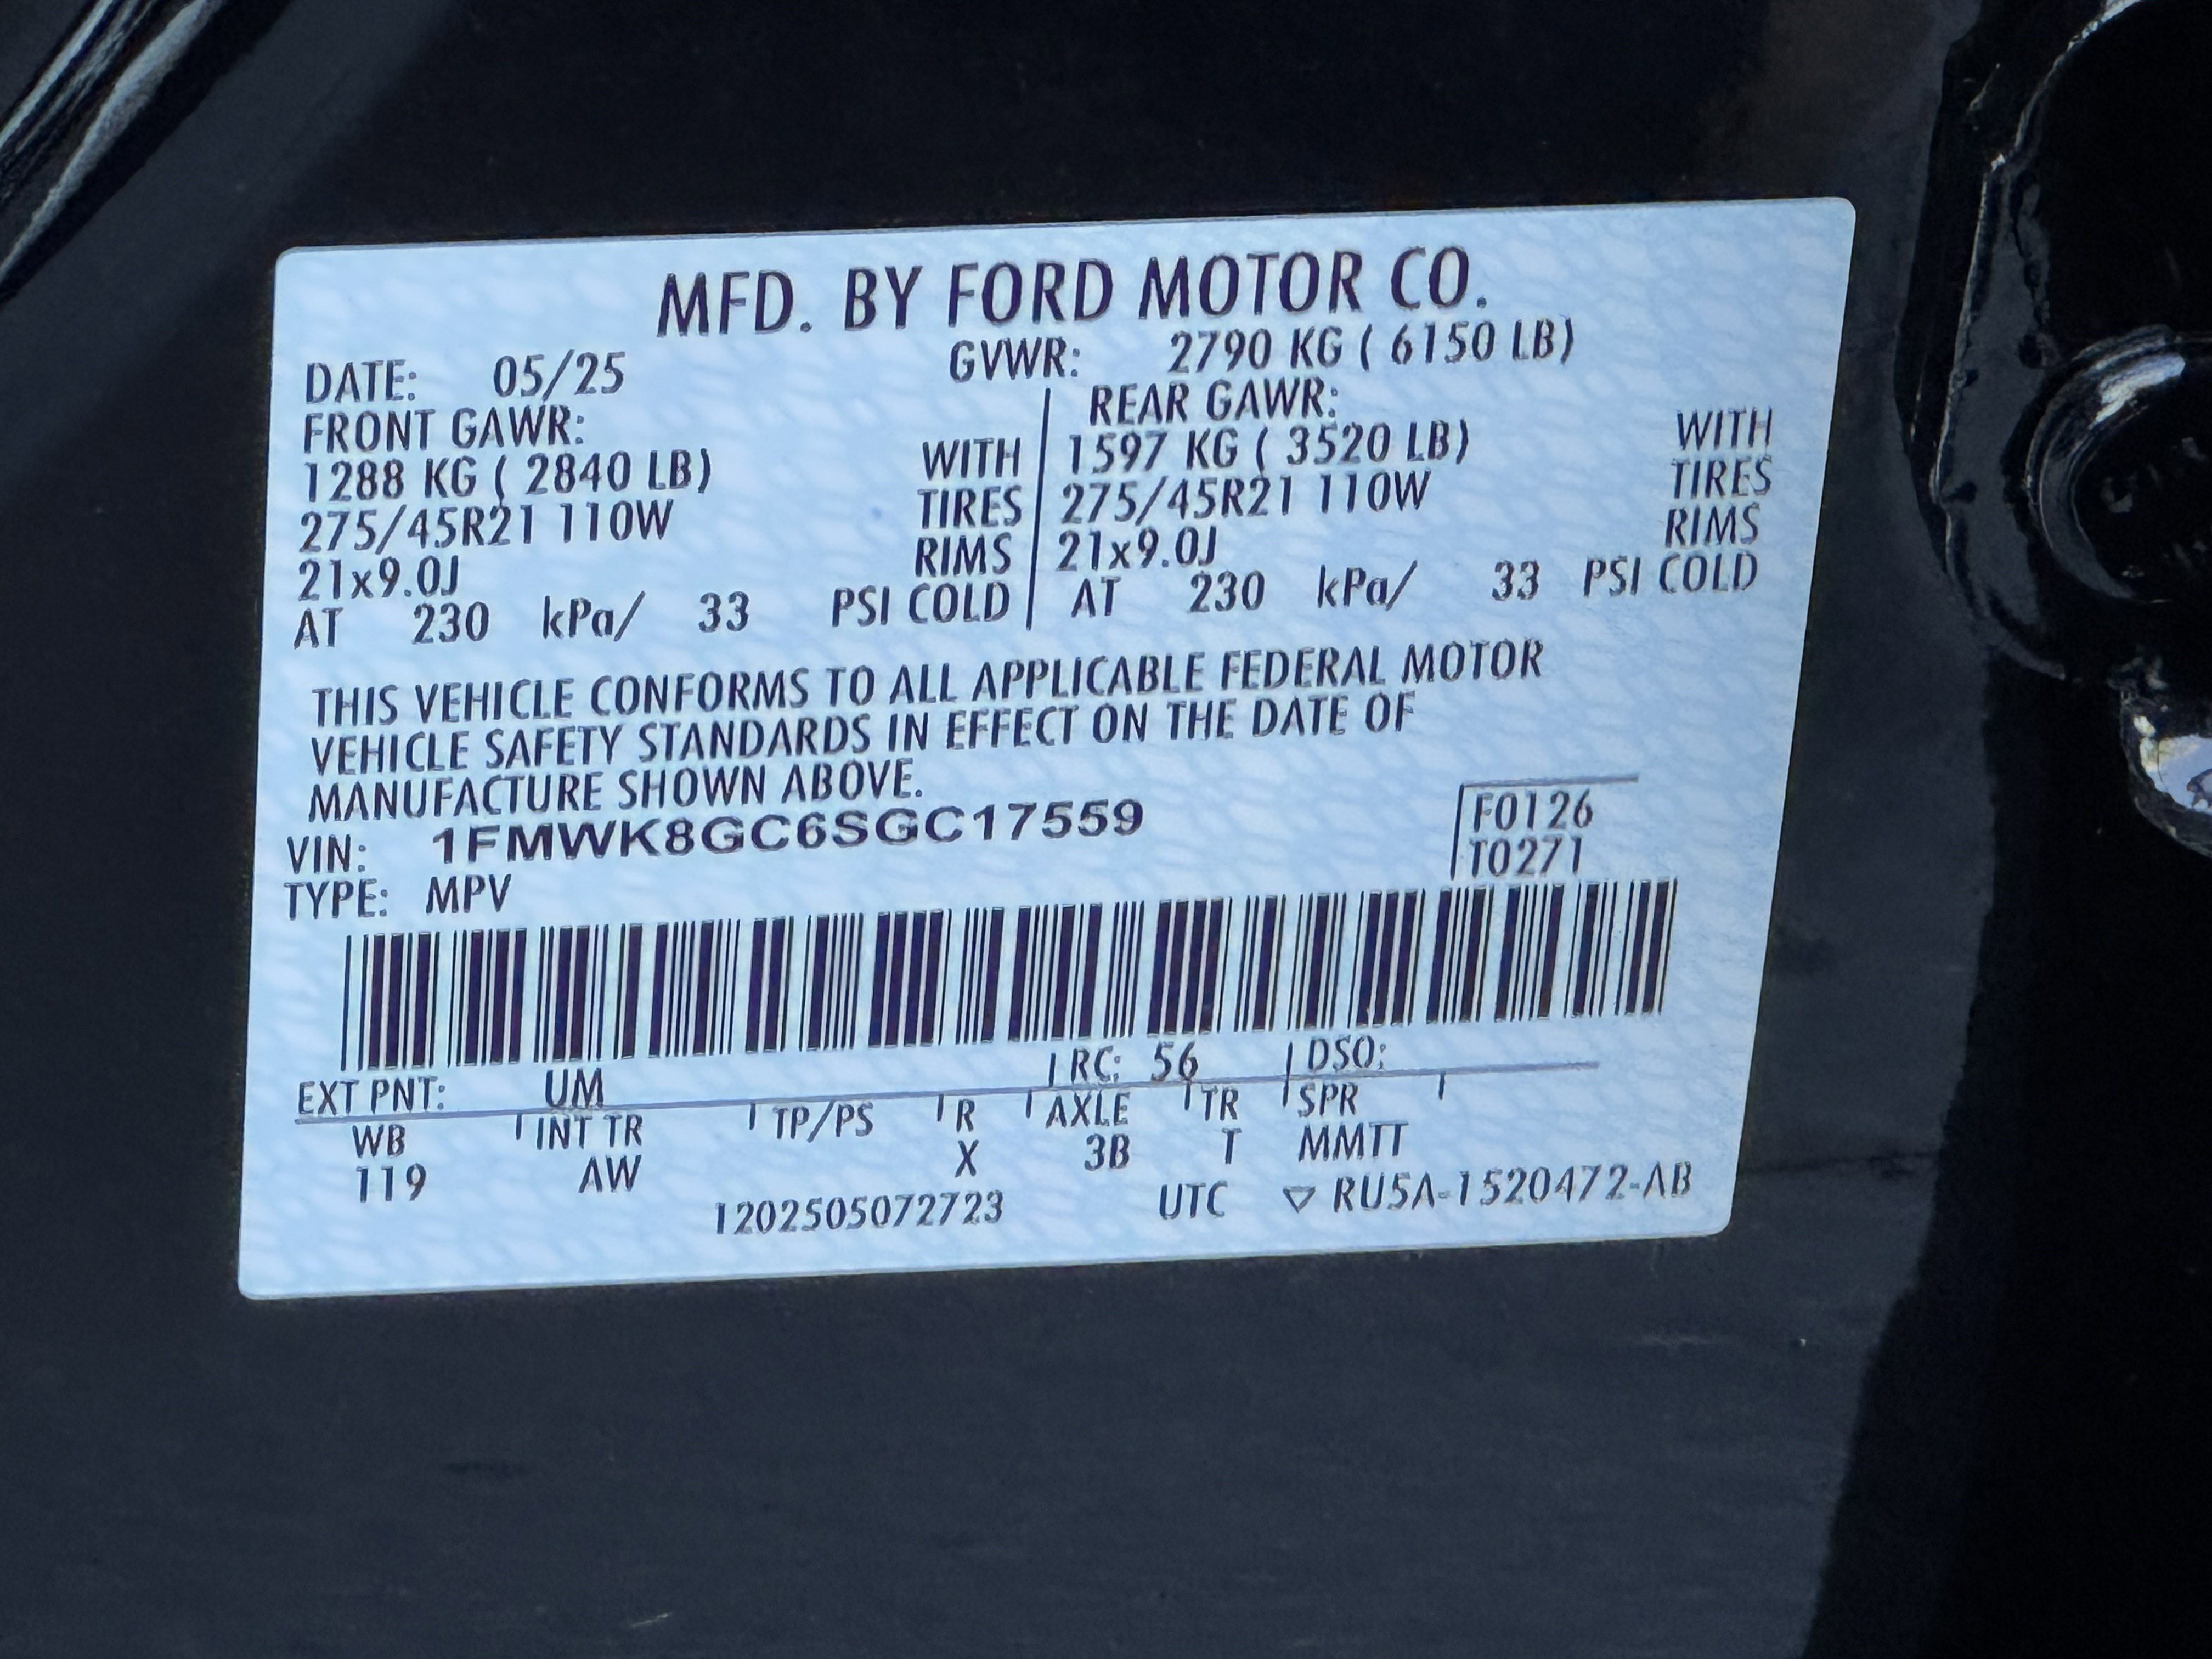 MFD. BY FORD MOTOR CO.
DATE: 05/25 GVWR: 2790 KG ( 6150 LB)
FRONT GAWR: REAR GAWR:
1288 KG ( 2840 LB) WITH 1597 KG ( 3520 LB) WITH
275/45R21 110W TIRES 275/45R21 110W TIRES
21x9.0J RIMS 21x9.0J RIMS
AT 230 kPa/ 33 PSI COLD AT 230 kPa/ 33 PSI COLD
THIS VEHICLE CONFORMS TO ALL APPLICABLE FEDERAL MOTOR
VEHICLE SAFETY STANDARDS IN EFFECT ON THE DATE OF
MANUFACTURE SHOWN ABOVE.
VIN: 1FMWK8GC6SGC17559 F0126
TYPE: MPV T0271
EXT PNT: UM RC: 56 DSO:
WB INT TR TP/PS R AXLE TR SPR
119 AW X 3B T MMTT
1202505072723 UTC ▽ RU5A-1520472-AB